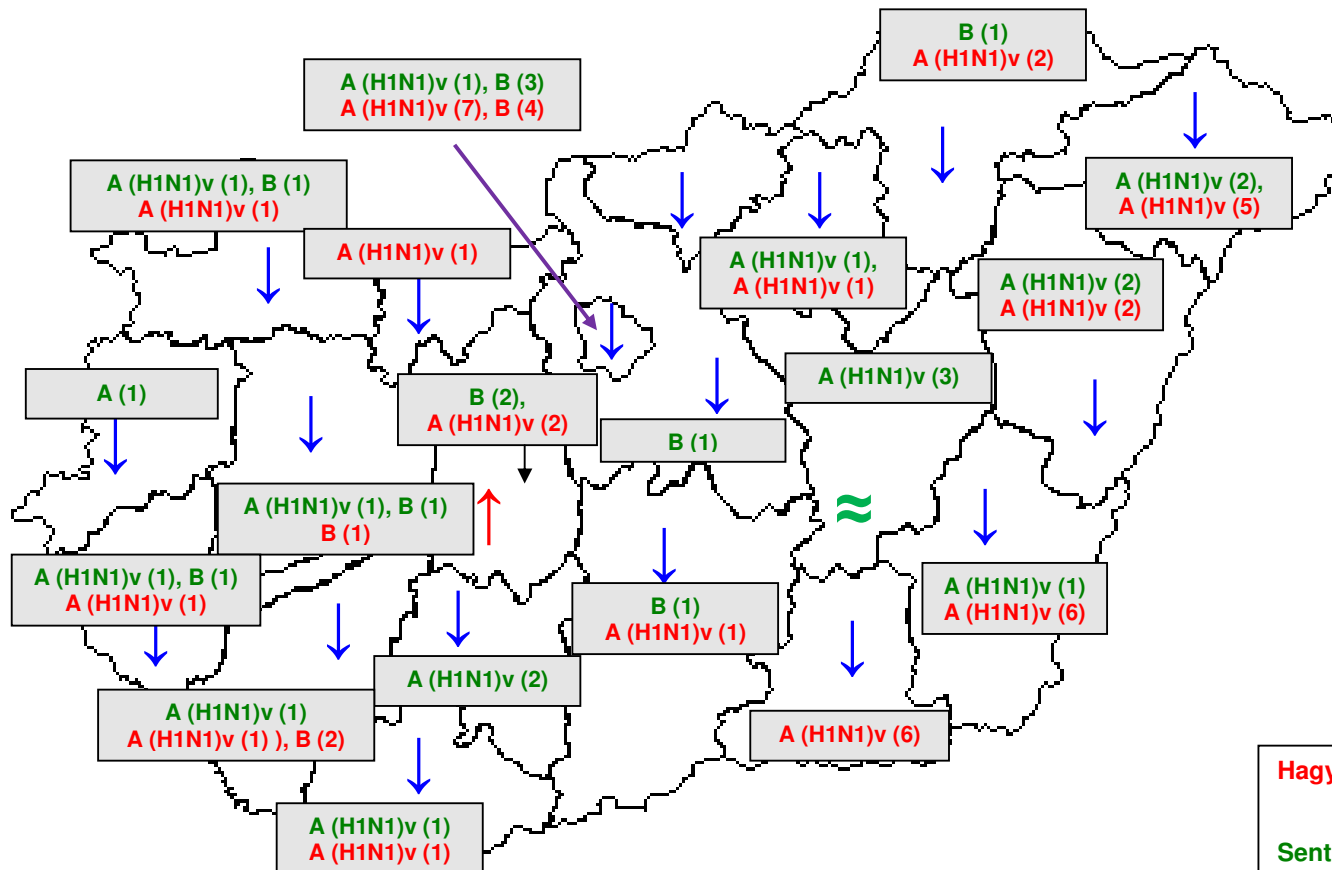 B (1)
A (H1N1)v (2)
A (H1N1)v (1), B (3)
A (H1N1)v (7), B (4)
A (H1N1)v (1), B (1)
A (H1N1)v (1)
A (H1N1)v (2),
A (H1N1)v (5)
A (H1N1)v (1)
A (H1N1)v (1),
A (H1N1)v (1)
A (H1N1)v (2)
A (H1N1)v (2)
A (1)
B (2),
A (H1N1)v (2)
A (H1N1)v (3)
B (1)
A (H1N1)v (1), B (1)
B (1)
≈
A (H1N1)v (1), B (1)
A (H1N1)v (1)
B (1)
A (H1N1)v (1)
A (H1N1)v (1)
A (H1N1)v (6)
A (H1N1)v (2)
A (H1N1)v (1)
A (H1N1)v (1) ), B (2)
A (H1N1)v (6)
A (H1N1)v (1)
A (H1N1)v (1)
Hagy
Sent